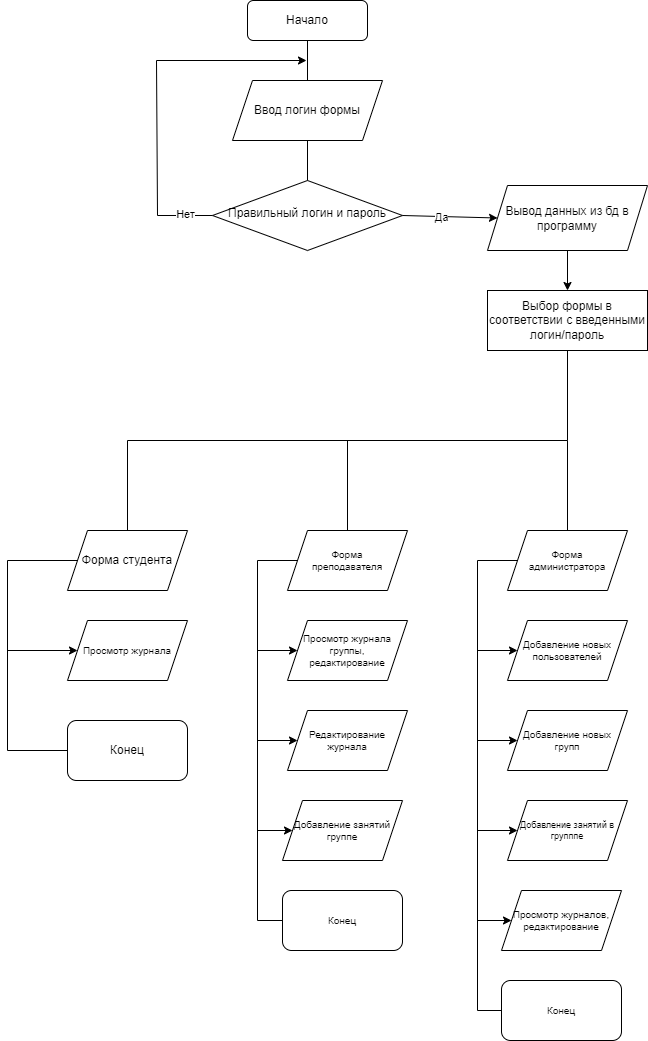 Начало
Ввод логин формы
Правильный логин и пароль
Нет
Да
Вывод данных из бд в
программу
Выбор формы в
соответствии с введенными
логин/пароль
Форма студента
Просмотр журнала
Конец
Форма
преподавателя
Просмотр журнала
группы,
редактирование
Редактирование
журнала
Добавление занятий
группе
Конец
Форма
администратора
Добавление новых
пользователей
Добавление новых
групп
Добавление занятий в
групппе
Просмотр журналов,
редактирование
Конец